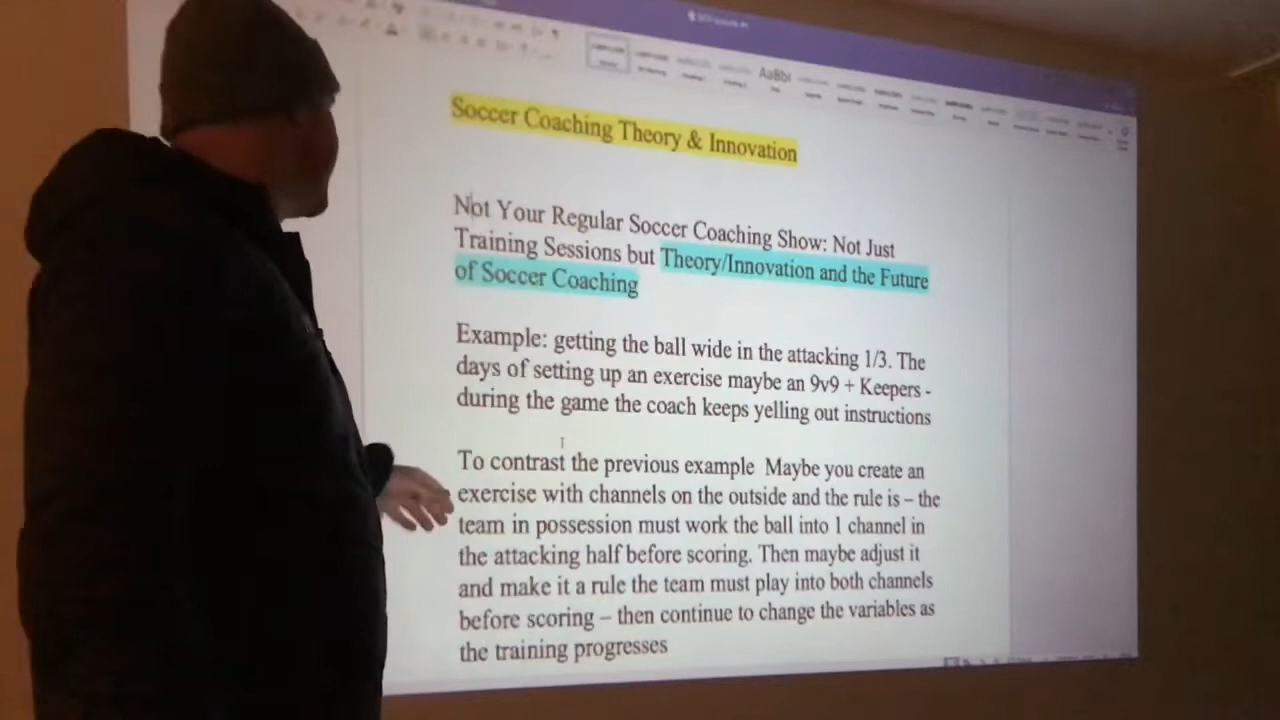 AaBbI
Soccer Coaching Theory & Innovation
Not Your Regular Soccer Coaching Show: Not Just
Training Sessions but Theory/Innovation and the Future
of Soccer Coaching
Example: getting the ball wide in the attacking 1/3. The
days of setting up an exercise maybe an 9v9 + Keepers -
during the game the coach keeps yelling out instructions
To contrast the previous example Maybe you create an
exercise with channels on the outside and the rule is – the
team in possession must work the ball into 1 channel in
the attacking half before scoring. Then maybe adjust it
and make it a rule the team must play into both channels
before scoring – then continue to change the variables as
the training progresses